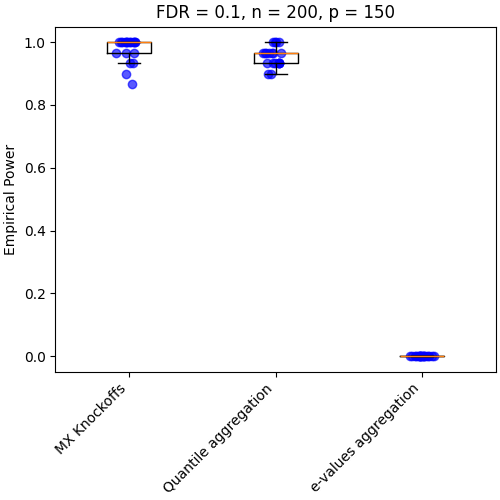 FDR = 0.1, n = 200, p = 150
Empirical Power
1.0
0.8
0.6
0.4
0.2
0.0
MX Knockoffs
Quantile aggregation
e-values aggregation